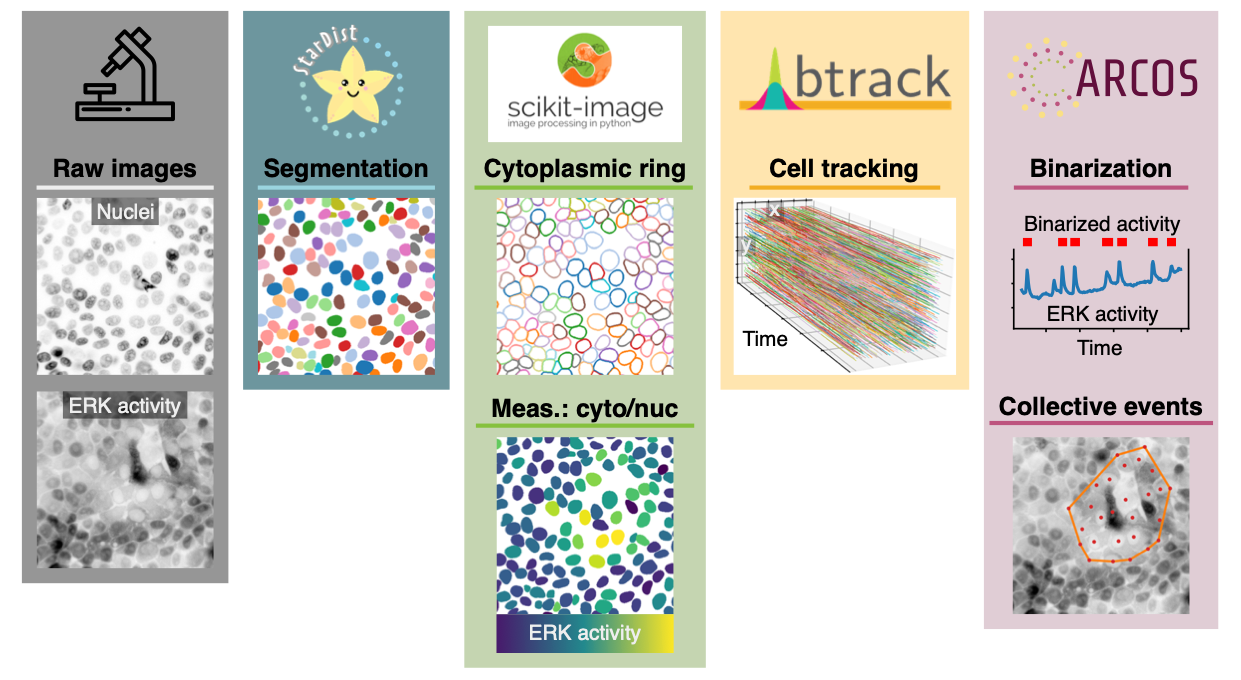 Raw images
Nuclei
ERK activity
StarDist
Segmentation
scikit-image
image processing in python
Cytoplasmic ring
Meas.: cyto/nuc
ERK activity
btrack
Cell tracking
x
y
Time
ARCOS
Binarization
Binarized activity
ERK activity
Time
Collective events